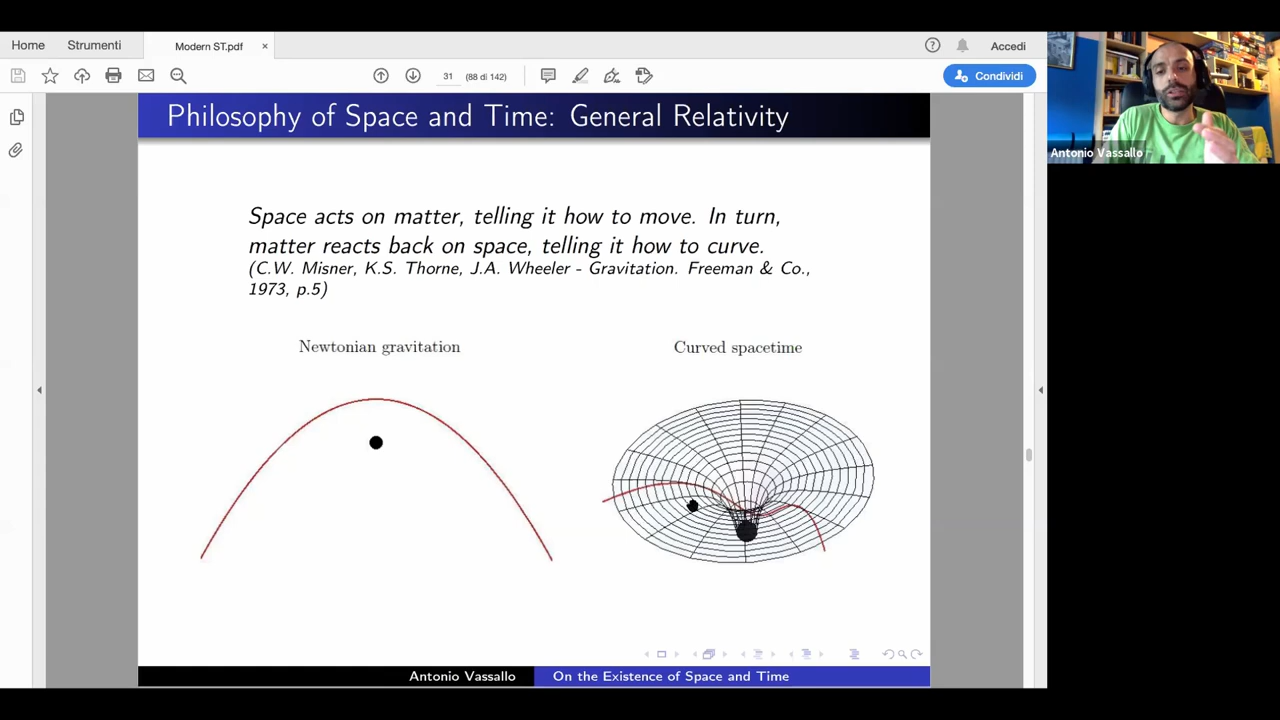 Home
Strumenti
Modern ST.pdf
×
?
Accedi
31
(88 di 142)
Condividi
Antonio Vassallo
Philosophy of Space and Time: General Relativity
Space acts on matter, telling it how to move. In turn,
matter reacts back on space, telling it how to curve.
(C.W. Misner, K.S. Thorne, J.A. Wheeler - Gravitation. Freeman & Co.,
1973, p.5)
Newtonian gravitation
Curved spacetime
Antonio Vassallo
On the Existence of Space and Time